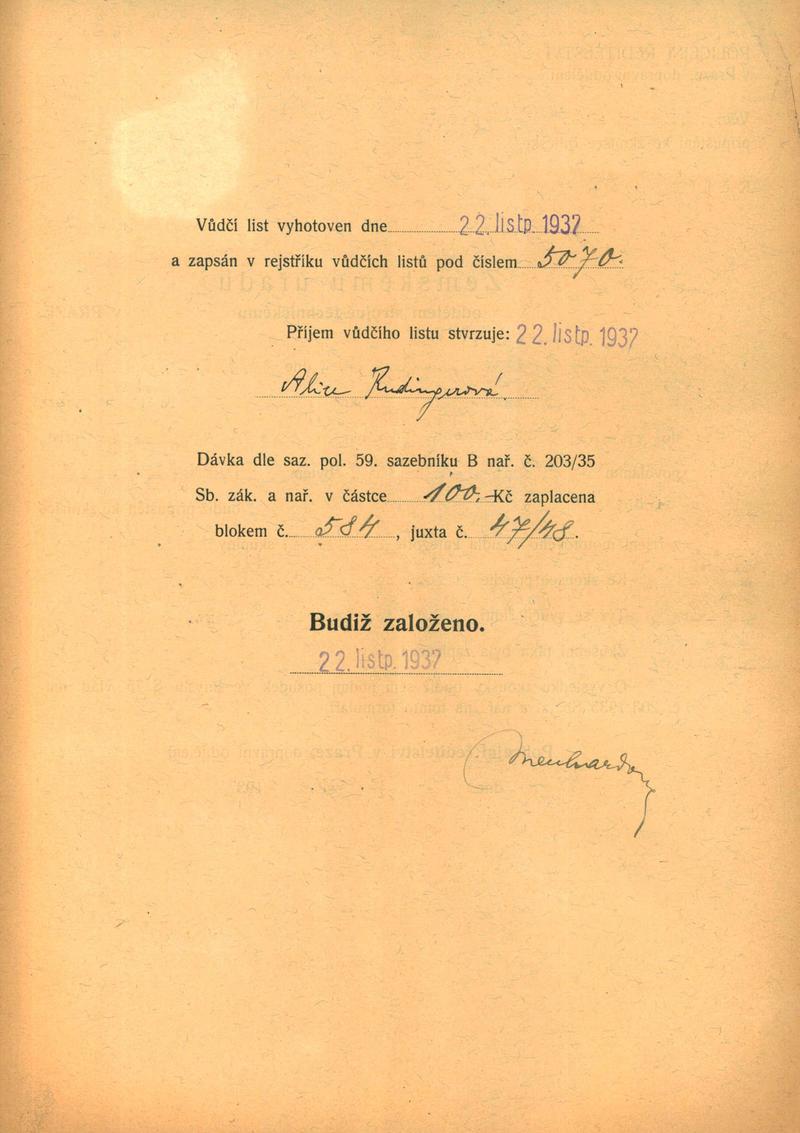 Vůdčí list vyhotoven dne 22. listp. 1937
a zapsán v rejstříku vůdčích listů pod číslem 5070.
Příjem vůdčího listu stvrzuje: 22. listp. 1937
Alice Rudingerová.
Dávka dle saz. pol. 59. sazebníku B nař. č. 203/35
Sb. zák. a nař. v částce 100.- Kč zaplacena
blokem č. 584, juxta č. 47/48.
Budiž založeno.
22. listp. 1937